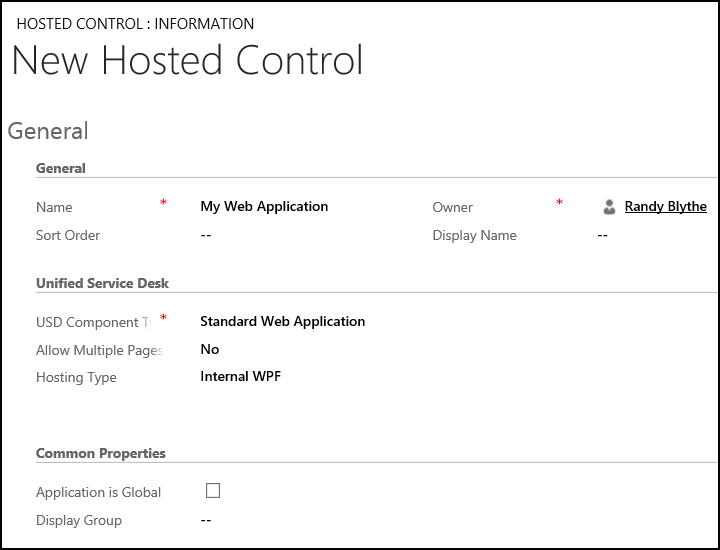 HOSTED CONTROL : INFORMATION
New Hosted Control
General
General
Name * My Web Application Owner * Randy Blythe
Sort Order -- Display Name --
Unified Service Desk
USD Component Ty * Standard Web Application
Allow Multiple Pages No
Hosting Type Internal WPF
Common Properties
Application is Global
Display Group --